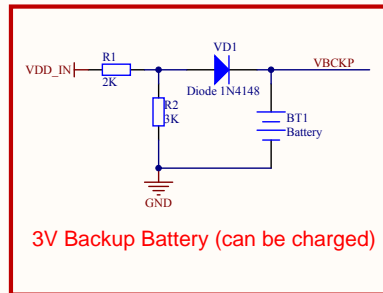 R1
VD1
VDD_IN
VBCKP
2K
R2
Diode 1N4148
3K
BT1
Battery
GND
3V Backup Battery (can be charged)